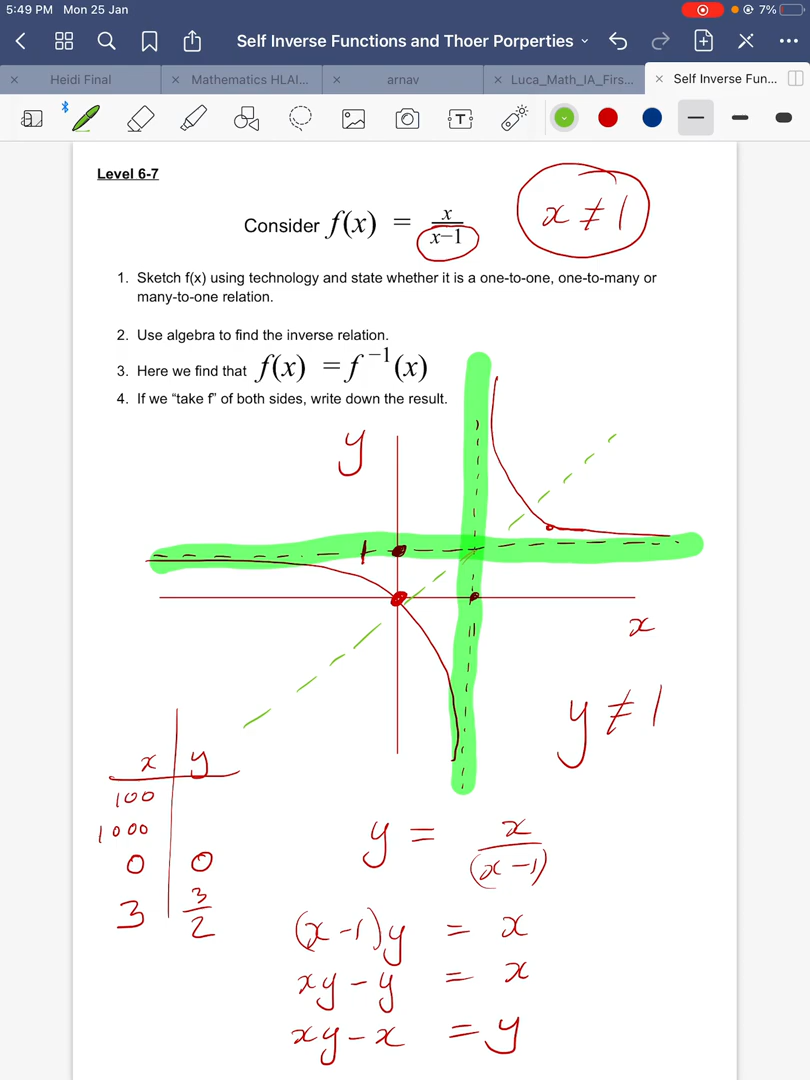 5:49 PM Mon 25 Jan 7%
Self Inverse Functions and Thoer Porperties
Heidi Final
Mathematics HLAI...
arnav
Luca_Math_IA_Firs...
Self Inverse Fun...
Level 6-7
Consider f(x) = x/(x−1)
x ≠ 1
1. Sketch f(x) using technology and state whether it is a one-to-one, one-to-many or
many-to-one relation.
2. Use algebra to find the inverse relation.
3. Here we find that f(x) = f⁻¹(x)
4. If we “take f” of both sides, write down the result.
y
x
y ≠ 1
x y
100
1000
0 0
3 3/2
y = x/(x-1)
(x-1)y = x
xy-y = x
xy-x = y